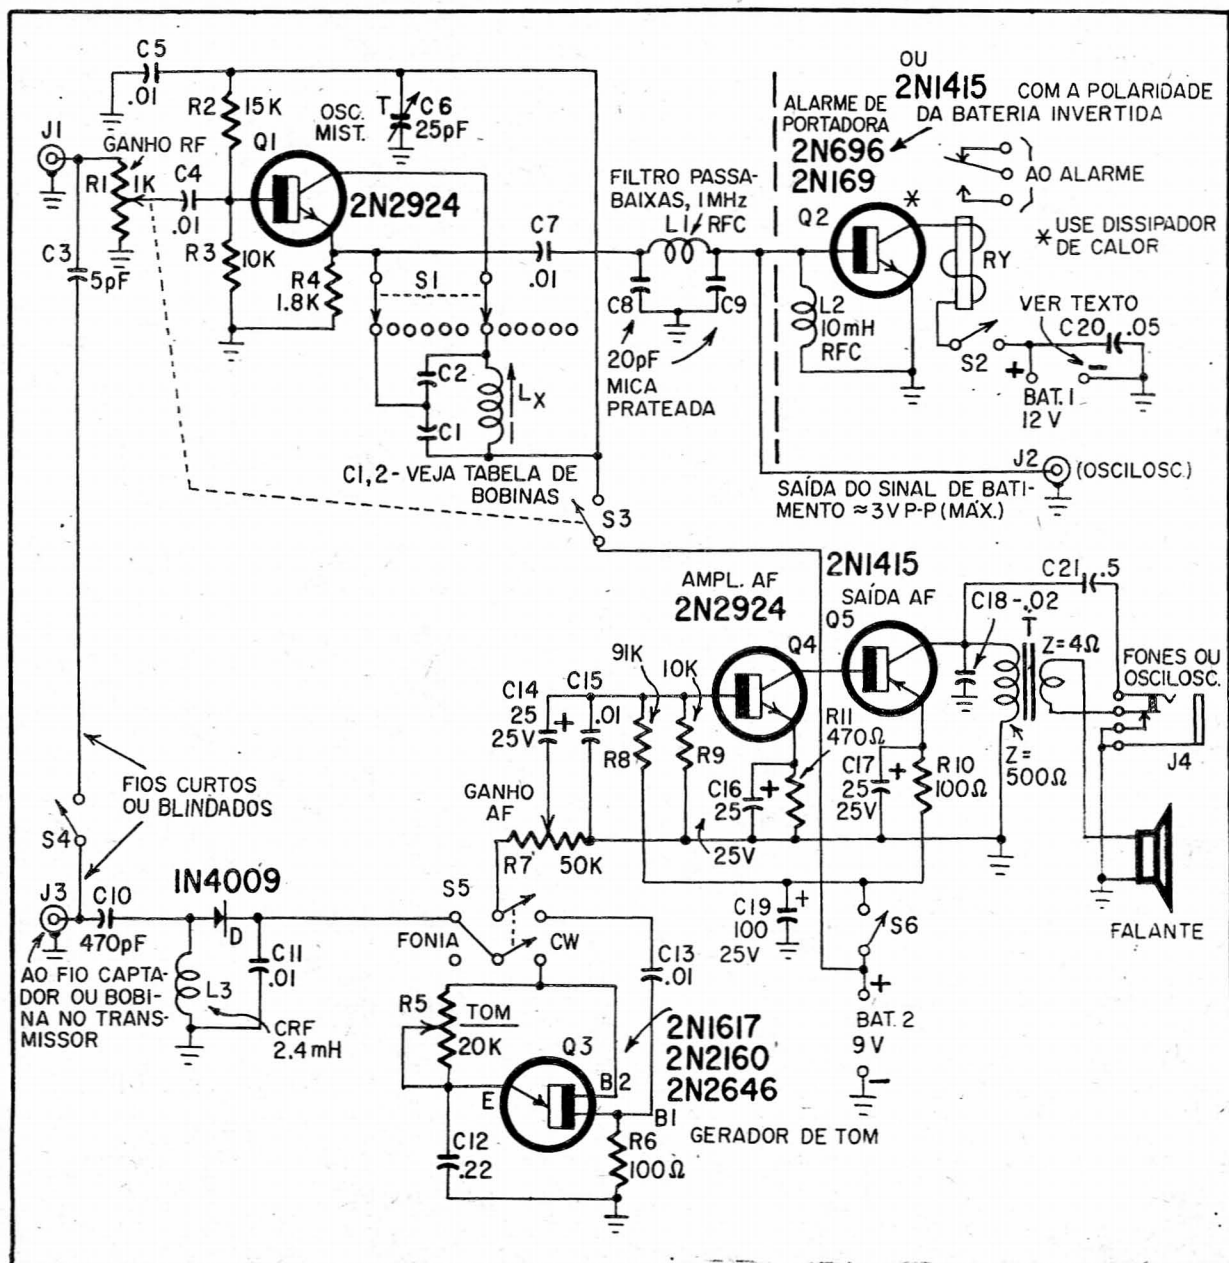 C5
.01
R2
15K
OSC.
MIST.
T
C6
25pF
J1
GANHO RF
Q1
R1
1K
C4
.01
2N2924
R3
10K
R4
1.8K
C3
5pF
S1
C7
.01
FILTRO PASSA-
BAIXAS, 1MHz
L1
RFC
C8
C9
20pF
MICA
PRATEADA
C2
C1
LX
C1,2-VEJA TABELA DE
BOBINAS
S3
OU
2N1415
COM A POLARIDADE
DA BATERIA INVERTIDA
ALARME DE
PORTADORA
2N696
2N169
AO ALARME
Q2
*
* USE DISSIPADOR
DE CALOR
RY
L2
10mH
RFC
VER TEXTO
C20
.05
S2
+
-
BAT.1
12 V
J2
(OSCILOSC.)
SAÍDA DO SINAL DE BATI-
MENTO ≈3V P-P (MÁX.)
AMPL. AF
2N2924
2N1415
SAÍDA AF
Q5
Q4
C21
.5
C18-.02
T
Z=4Ω
FONES OU
OSCILOSC.
91K
10K
C14
25
25V
+
C15
.01
R8
R9
R11
470Ω
C16
25
+
25V
C17
25
25V
+
R10
100Ω
Z=
500Ω
J4
GANHO
AF
R7
50K
FIOS CURTOS
OU BLINDADOS
S4
J3
C10
470pF
1N4009
D
S5
FONIA
CW
C19
100
25V
+
S6
FALANTE
C11
.01
C13
.01
L3
CRF
2.4mH
AO FIO CAPTA-
DOR OU BOBI-
NA NO TRANS-
MISSOR
R5
TOM
20K
Q3
2N1617
2N2160
2N2646
+
BAT. 2
9 V
-
E
B2
B1
C12
.22
R6
100Ω
GERADOR DE TOM